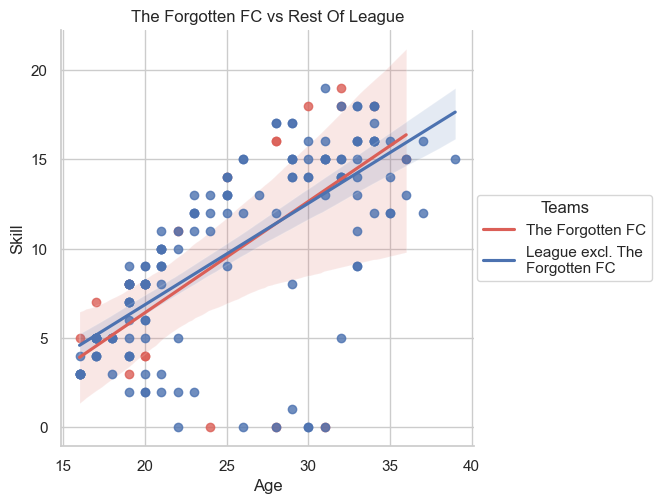 The Forgotten FC vs Rest Of League
20
15
10
5
0
Skill
15
20
25
30
35
40
Age
Teams
The Forgotten FC
League excl. The
Forgotten FC